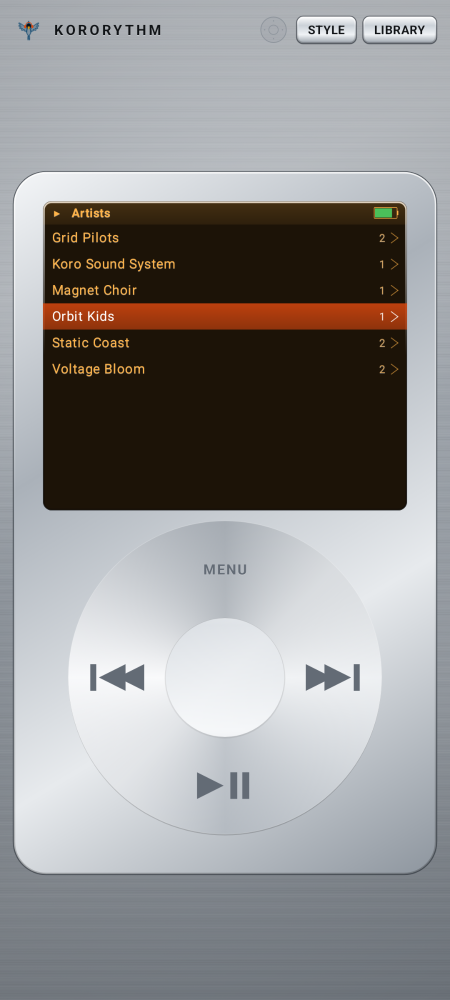 KORORYTHM
STYLE
LIBRARY
Artists
Grid Pilots 2
Koro Sound System 1
Magnet Choir 1
Orbit Kids 1
Static Coast 2
Voltage Bloom 2
MENU